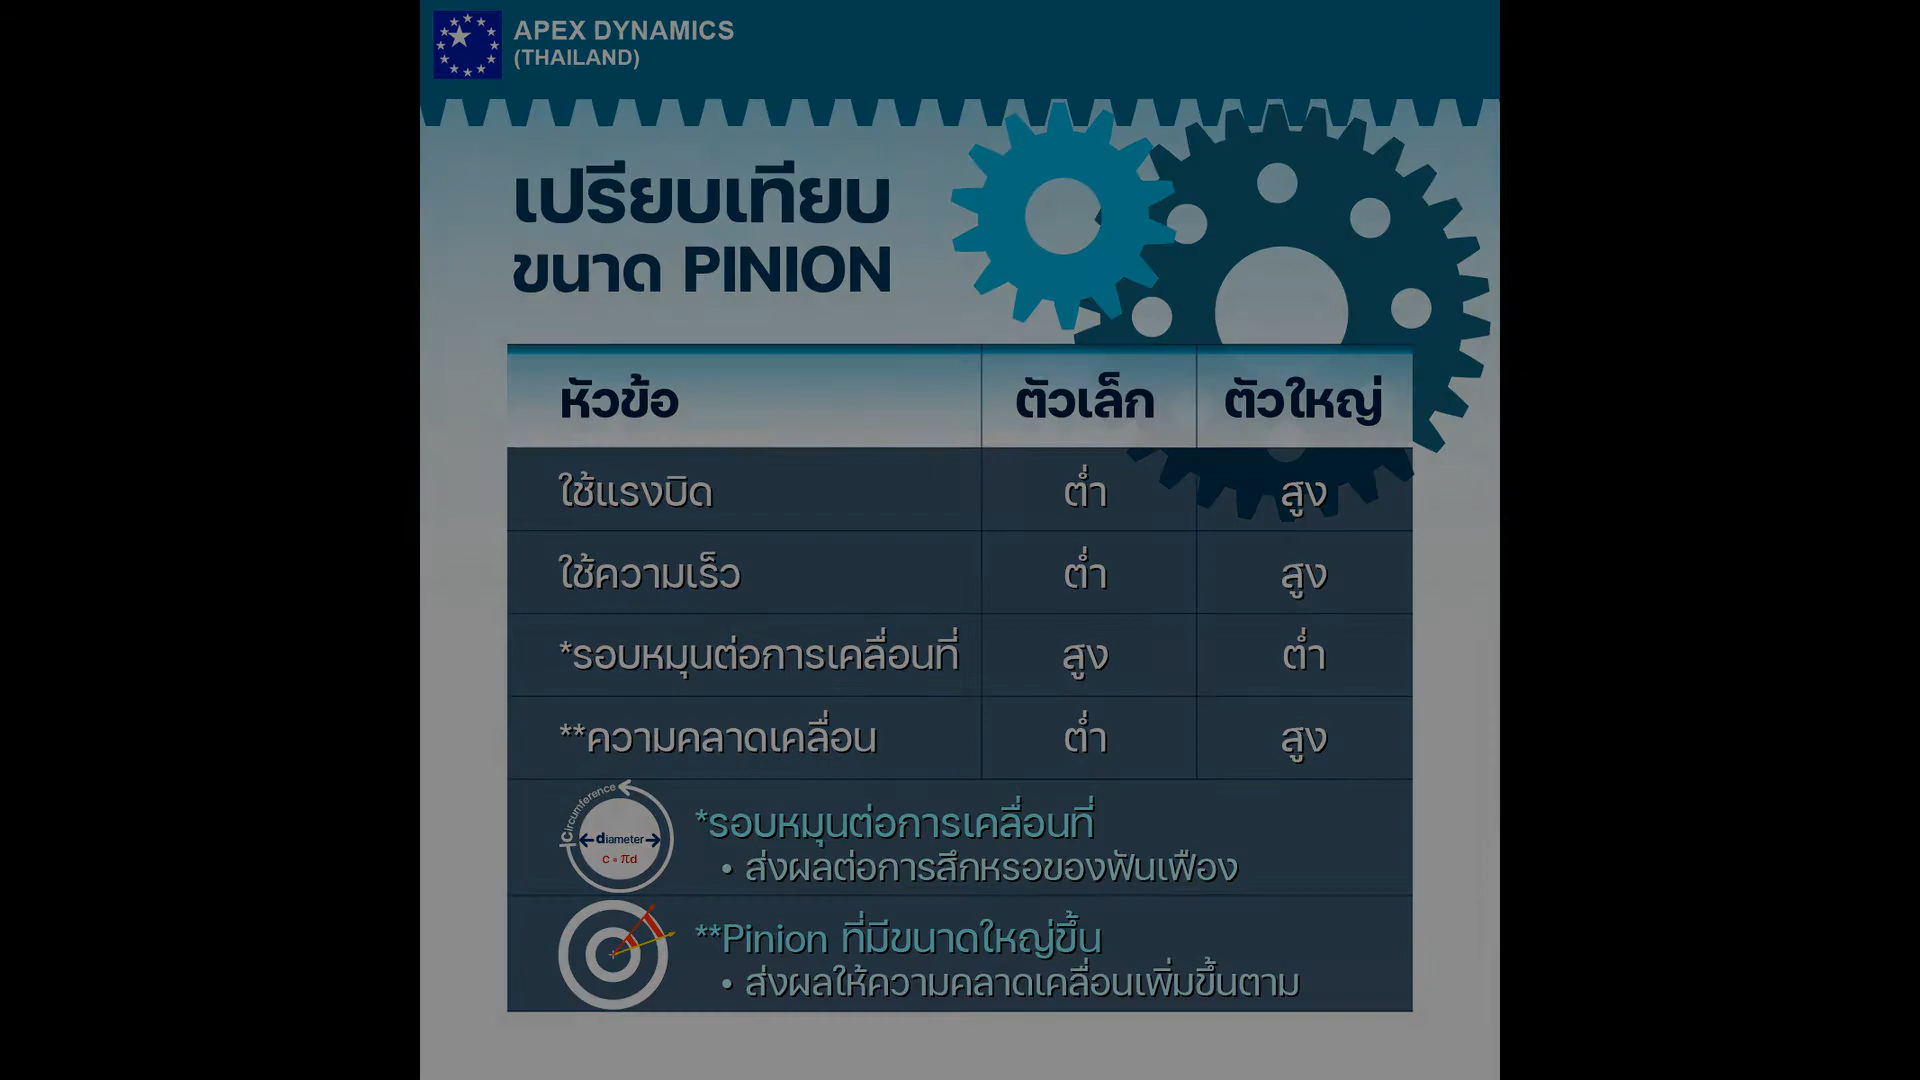 APEX DYNAMICS
(THAILAND)
เปรียบเทียบ
ขนาด PINION
หัวข้อ ตัวเล็ก ตัวใหญ่
ใช้แรงบิด ต่ำ สูง
ใช้ความเร็ว ต่ำ สูง
*รอบหมุนต่อการเคลื่อนที่ สูง ต่ำ
**ความคลาดเคลื่อน ต่ำ สูง
Circumference
diameter
c = πd
*รอบหมุนต่อการเคลื่อนที่
• ส่งผลต่อการสึกหรอของฟันเฟือง
**Pinion ที่มีขนาดใหญ่ขึ้น
• ส่งผลให้ความคลาดเคลื่อนเพิ่มขึ้นตาม